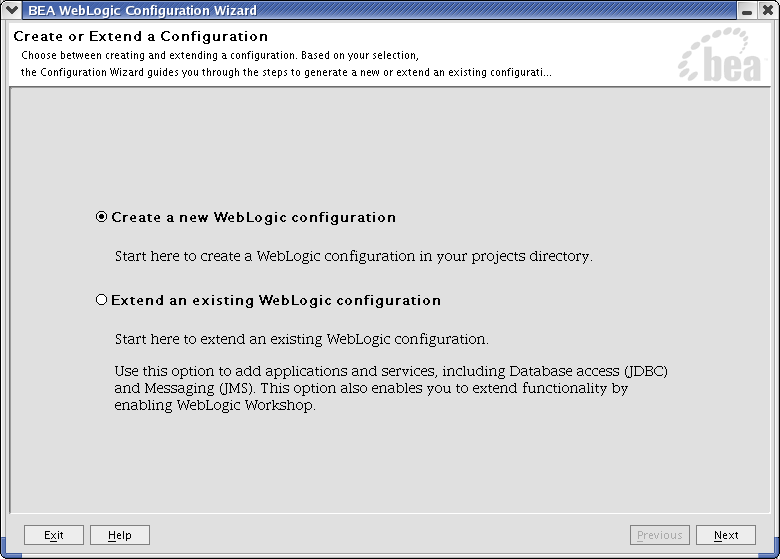 BEA WebLogic Configuration Wizard
Create or Extend a Configuration
Choose between creating and extending a configuration. Based on your selection,
the Configuration Wizard guides you through the steps to generate a new or extend an existing configurati...
bea
Create a new WebLogic configuration
Start here to create a WebLogic configuration in your projects directory.
Extend an existing WebLogic configuration
Start here to extend an existing WebLogic configuration.
Use this option to add applications and services, including Database access (JDBC)
and Messaging (JMS). This option also enables you to extend functionality by
enabling WebLogic Workshop.
Exit Help Previous Next